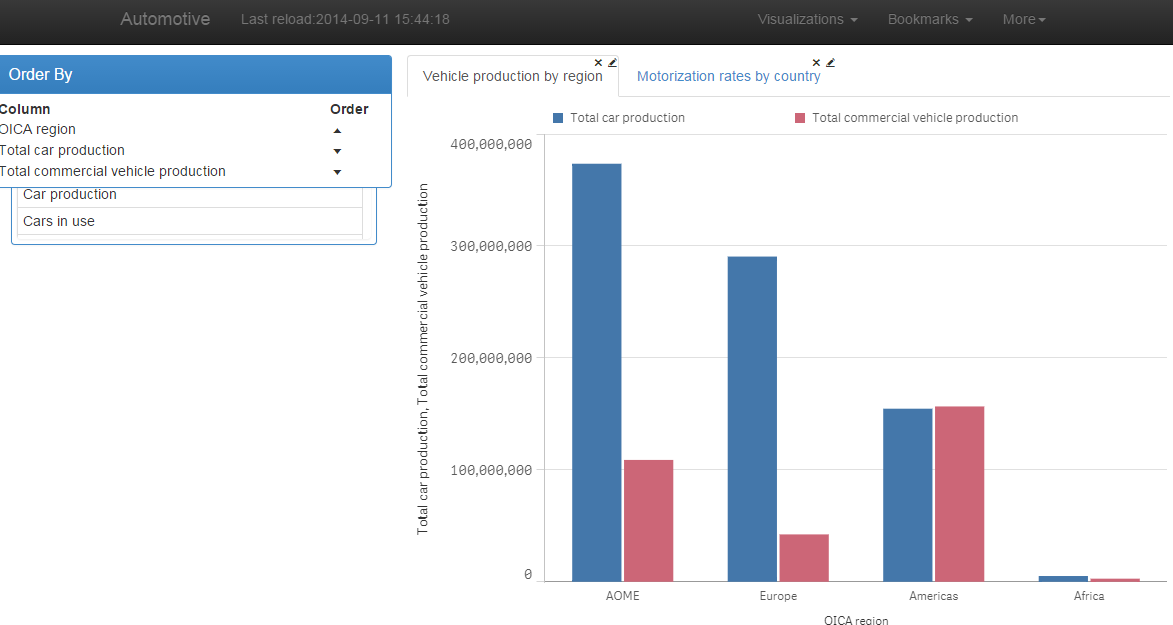 Automotive Last reload:2014-09-11 15:44:18 Visualizations Bookmarks More
Order By
Column Order
OICA region
Total car production
Total commercial vehicle production
Car production
Cars in use
Vehicle production by region Motorization rates by country
Total car production Total commercial vehicle production
Total car production, Total commercial vehicle production
400,000,000
300,000,000
200,000,000
100,000,000
0
AOME Europe Americas Africa
OICA region